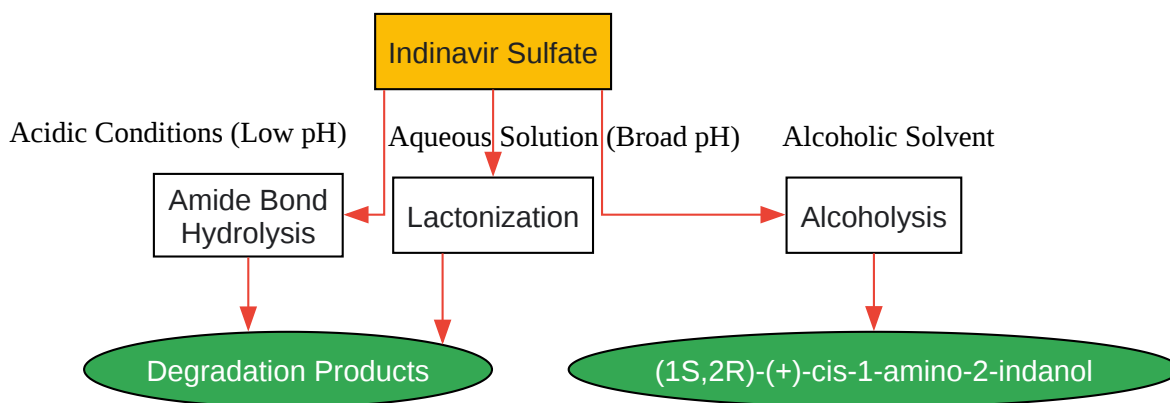 Indinavir Sulfate
Acidic Conditions (Low pH)
Aqueous Solution (Broad pH)
Alcoholic Solvent
Amide Bond
Hydrolysis
Lactonization
Alcoholysis
Degradation Products
(1S,2R)-(+)-cis-1-amino-2-indanol